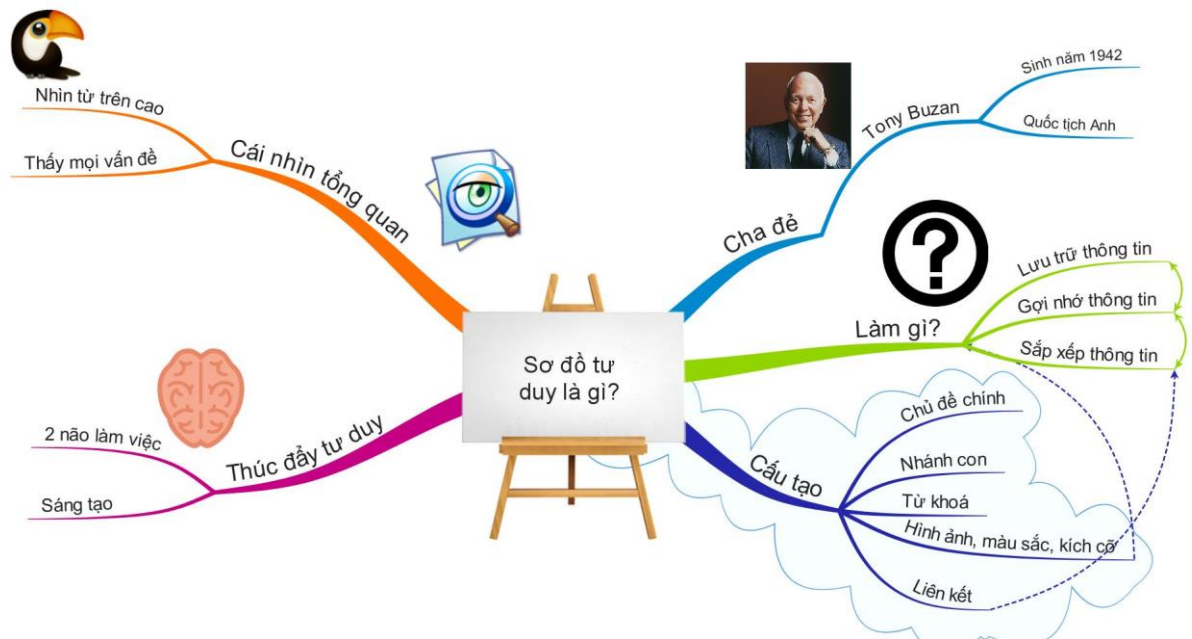 Sơ đồ tư
duy là gì?
Cha đẻ
Tony Buzan
Sinh năm 1942
Quốc tịch Anh
Làm gì?
Lưu trữ thông tin
Gợi nhớ thông tin
Sắp xếp thông tin
Cấu tạo
Chủ đề chính
Nhánh con
Từ khoá
Hình ảnh, màu sắc, kích cỡ
Liên kết
Thúc đẩy tư duy
2 não làm việc
Sáng tạo
Cái nhìn tổng quan
Nhìn từ trên cao
Thấy mọi vấn đề